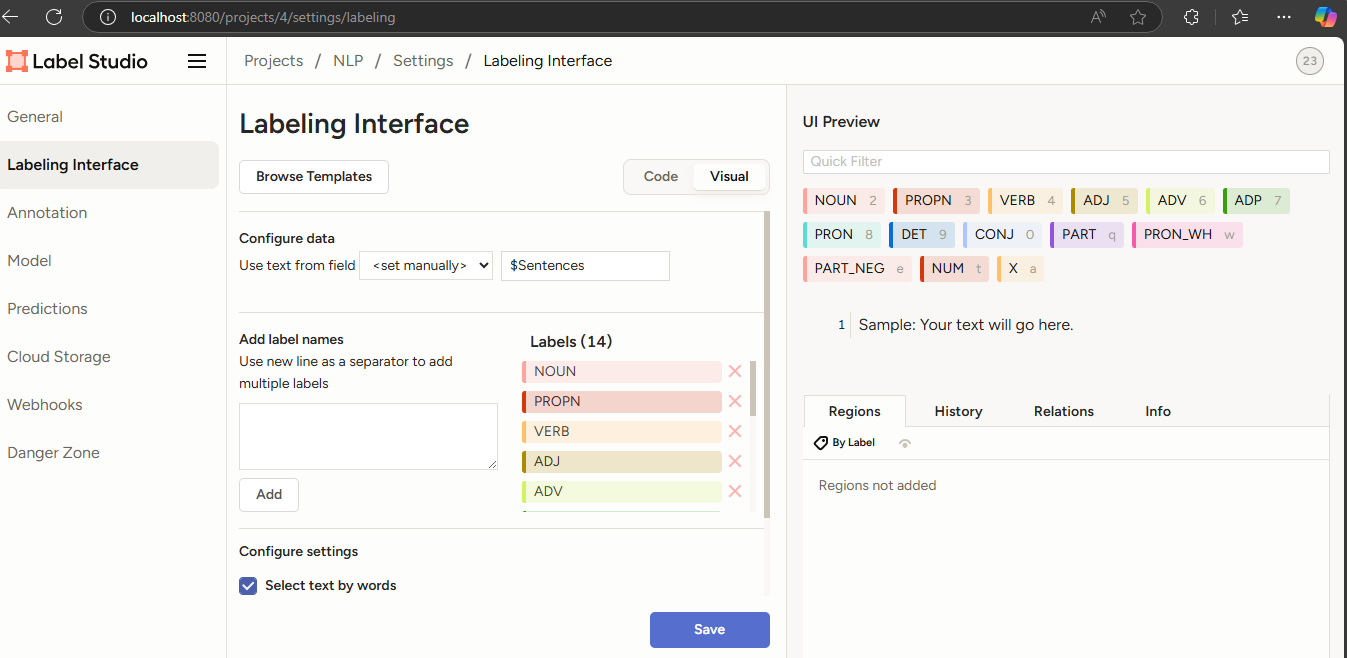 localhost:8080/projects/4/settings/labeling
Label Studio
Projects / NLP / Settings / Labeling Interface
23
General
Labeling Interface
Annotation
Model
Predictions
Cloud Storage
Webhooks
Danger Zone
Labeling Interface
Browse Templates
Code Visual
Configure data
Use text from field <set manually> $Sentences
Add label names
Use new line as a separator to add
multiple labels
Add
Labels (14)
NOUN
PROPN
VERB
ADJ
ADV
Configure settings
Select text by words
Save
UI Preview
Quick Filter
NOUN 2 PROPN 3 VERB 4 ADJ 5 ADV 6 ADP 7
PRON 8 DET 9 CONJ 0 PART q PRON_WH w
PART_NEG e NUM t X a
1 Sample: Your text will go here.
Regions History Relations Info
By Label
Regions not added